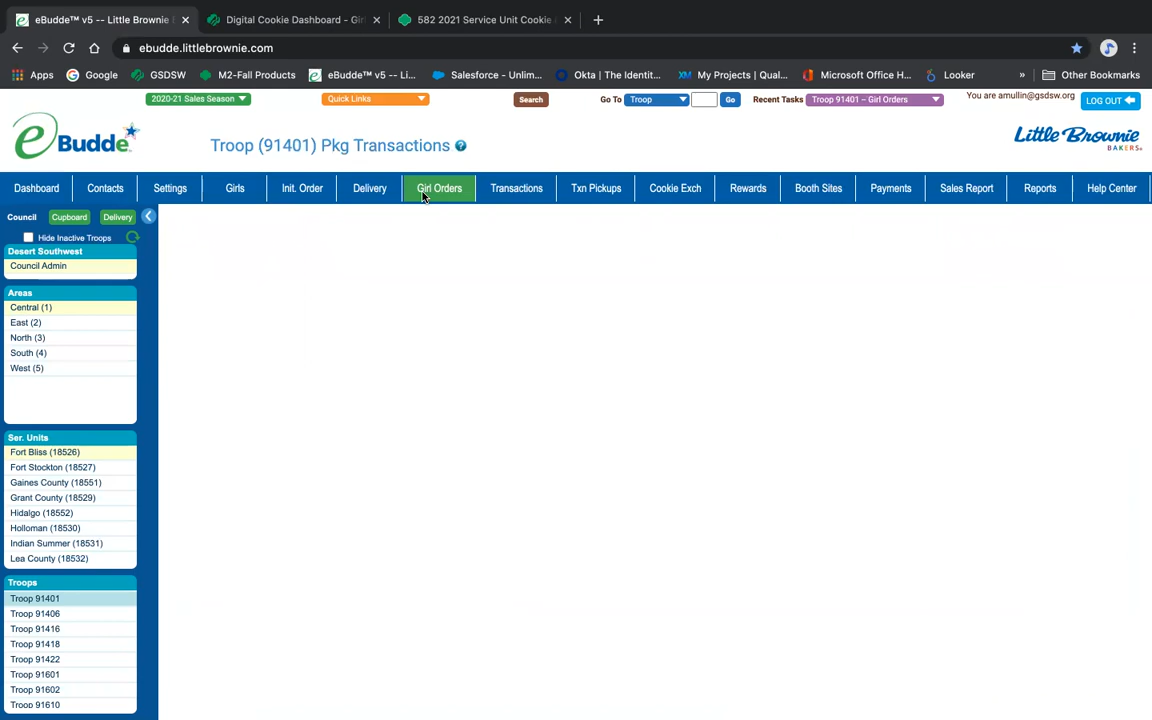 eBudde™ v5 -- Little Brownie
Digital Cookie Dashboard - Gir
582 2021 Service Unit Cookie
ebudde.littlebrownie.com
Apps
Google
GSDSW
M2-Fall Products
eBudde™ v5 -- Li...
Salesforce - Unlim...
Okta | The Identit...
My Projects | Qual...
Microsoft Office H...
Looker
»
Other Bookmarks
2020-21 Sales Season
Quick Links
Search
Go To
Troop
Go
Recent Tasks
Troop 91401 – Girl Orders
You are amullin@gsdsw.org
LOG OUT
eBudde
Troop (91401) Pkg Transactions
?
Little Brownie
BAKERS
Dashboard
Contacts
Settings
Girls
Init. Order
Delivery
Girl Orders
Transactions
Txn Pickups
Cookie Exch
Rewards
Booth Sites
Payments
Sales Report
Reports
Help Center
Council
Cupboard
Delivery
Hide Inactive Troops
Desert Southwest
Council Admin
Areas
Central (1)
East (2)
North (3)
South (4)
West (5)
Ser. Units
Fort Bliss (18526)
Fort Stockton (18527)
Gaines County (18551)
Grant County (18529)
Hidalgo (18552)
Holloman (18530)
Indian Summer (18531)
Lea County (18532)
Troops
Troop 91401
Troop 91406
Troop 91416
Troop 91418
Troop 91422
Troop 91601
Troop 91602
Troop 91610